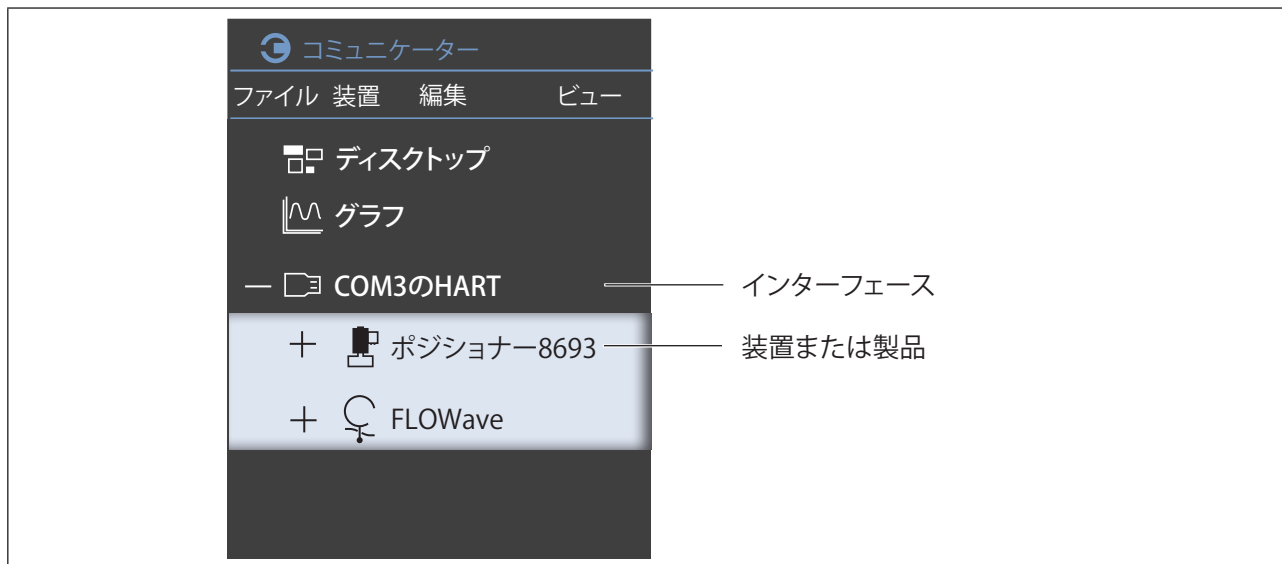 コミュニケーター
ファイル 装置 編集 ビュー
ディスクトップ
グラフ
COM3のHART インターフェース
ポジショナー8693 装置または製品
FLOWave